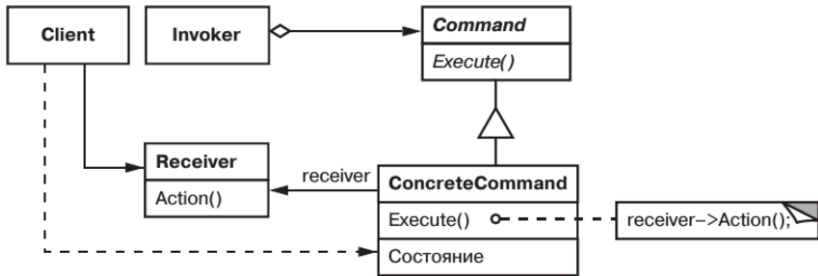 Client
Invoker
Command
Execute()
Receiver
Action()
receiver
ConcreteCommand
Execute()
receiver–>Action();
Состояние